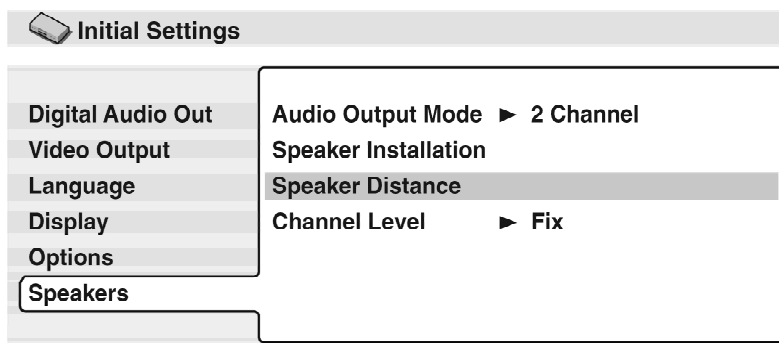 Initial Settings
Digital Audio Out
Video Output
Language
Display
Options
Speakers
Audio Output Mode ► 2 Channel
Speaker Installation
Speaker Distance
Channel Level ► Fix